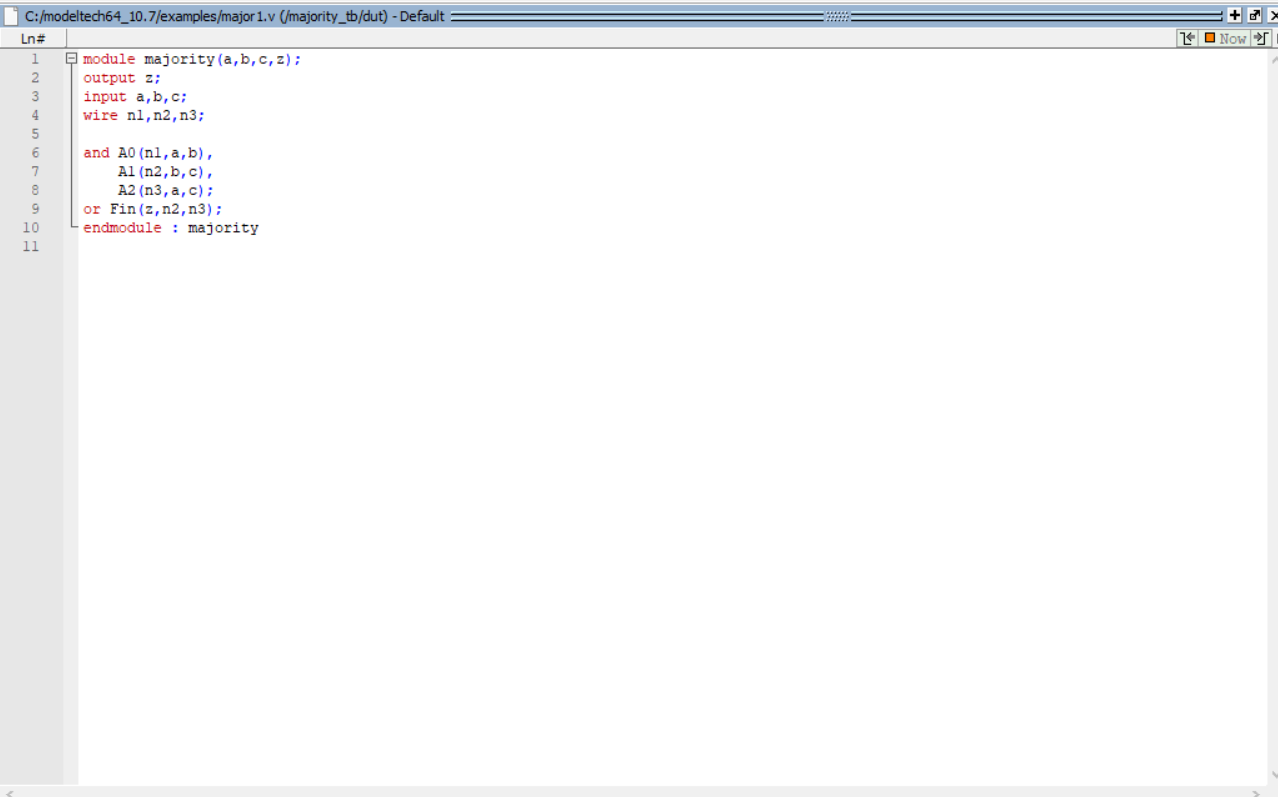 C:/modeltech64_10.7/examples/major1.v (/majority_tb/dut) - Default
Ln#
Now
1 module majority(a,b,c,z);
2 output z;
3 input a,b,c;
4 wire n1,n2,n3;
5
6 and A0(n1,a,b),
7 A1(n2,b,c),
8 A2(n3,a,c);
9 or Fin(z,n2,n3);
10 endmodule : majority
11